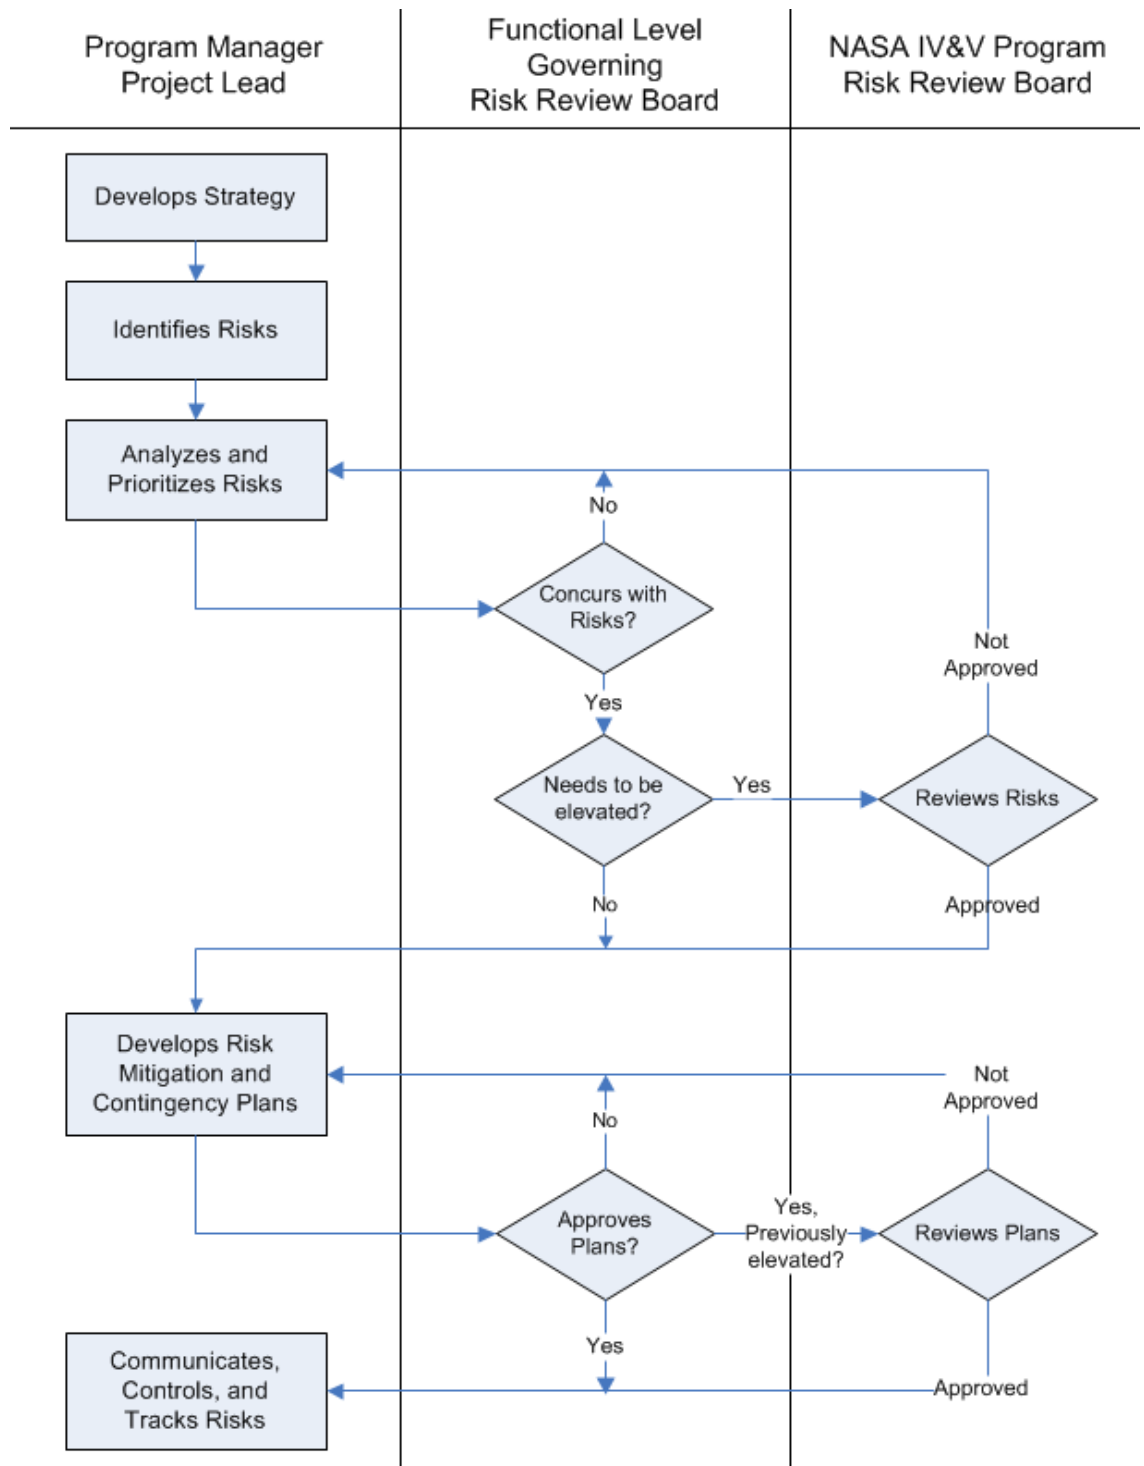 Program Manager
Project Lead
Functional Level
Governing
Risk Review Board
NASA IV&V Program
Risk Review Board
Develops Strategy
Identifies Risks
Analyzes and
Prioritizes Risks
No
Concurs with
Risks?
Yes
Not
Approved
Needs to be
elevated?
Yes
Reviews Risks
No
Approved
Develops Risk
Mitigation and
Contingency Plans
Not
Approved
No
Approves
Plans?
Yes,
Previously
elevated?
Reviews Plans
Yes
Communicates,
Controls, and
Tracks Risks
Approved